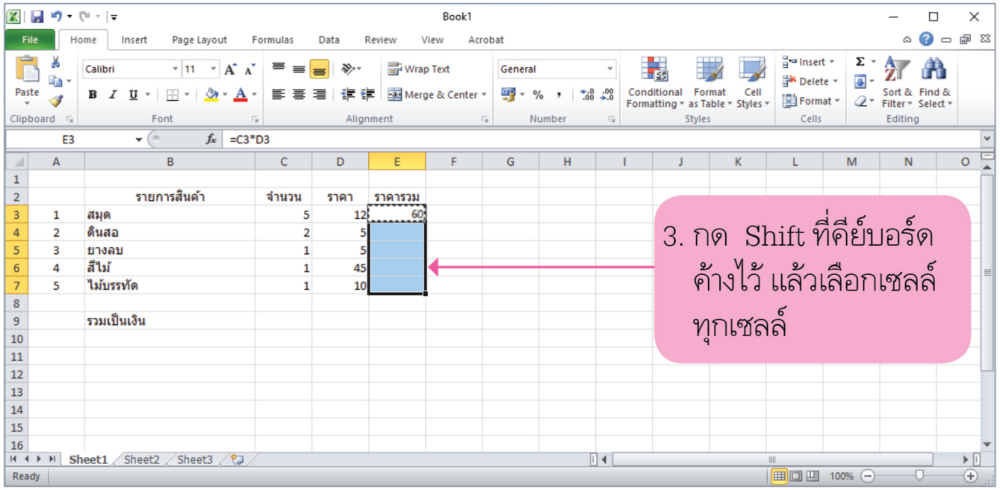 Book1
File Home Insert Page Layout Formulas Data Review View Acrobat
Paste
Clipboard
Calibri 11 A A
B I U A
Font
Wrap Text
Merge & Center
Alignment
General
% , .0 .00 .00 .0
Number
Conditional Formatting
Format as Table
Cell Styles
Styles
Insert
Delete
Format
Cells
Σ
Sort & Filter
Find & Select
Editing
E3 fx =C3*D3
A B C D E F G H I J K L M N O
1
2 รายการสินค้า จำนวน ราคา ราคารวม
3 1 สมุด 5 12 60
4 2 ดินสอ 2 5
5 3 ยางลบ 1 5
6 4 สีไม้ 1 45
7 5 ไม้บรรทัด 1 10
8
9 รวมเป็นเงิน
10
11
12
13
14
15
16
3. กด Shift ที่คีย์บอร์ด
ค้างไว้ แล้วเลือกเซลล์
ทุกเซลล์
Sheet1 Sheet2 Sheet3
Ready 100%